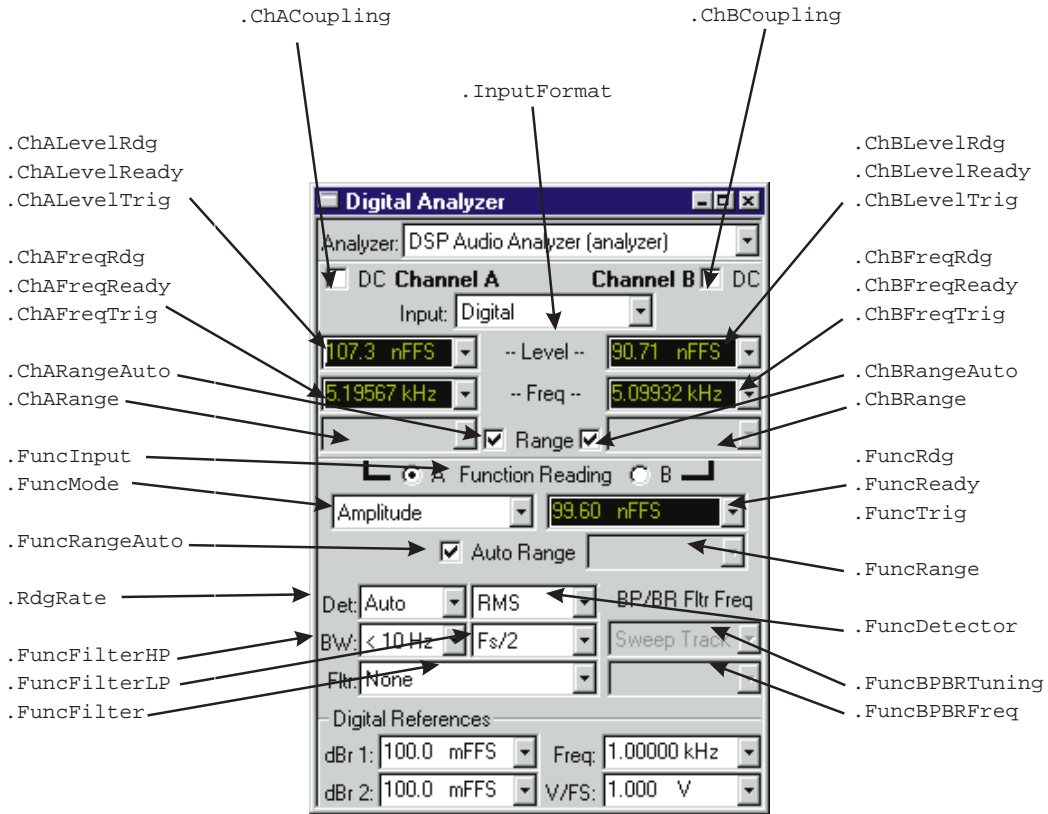 .ChACoupling
.ChBCoupling
.InputFormat
.ChALevelRdg
.ChALevelReady
.ChALevelTrig
.ChAFreqRdg
.ChAFreqReady
.ChAFreqTrig
.ChARangeAuto
.ChARange
.FuncInput
.FuncMode
.FuncRangeAuto
.RdgRate
.FuncFilterHP
.FuncFilterLP
.FuncFilter
Digital Analyzer
Analyzer: DSP Audio Analyzer (analyzer)
DC Channel A Channel B DC
Input: Digital
107.3 nFFS -- Level -- 90.71 nFFS
5.19567 kHz -- Freq -- 5.09932 kHz
Range
A Function Reading B
Amplitude 99.60 nFFS
Auto Range
Det: Auto RMS BP/BR Fltr Freq
BW: < 10 Hz Fs/2 Sweep Track
Fltr: None
Digital References
dBr 1: 100.0 mFFS Freq: 1.00000 kHz
dBr 2: 100.0 mFFS V/FS: 1.000 V
.ChBLevelRdg
.ChBLevelReady
.ChBLevelTrig
.ChBFreqRdg
.ChBFreqReady
.ChBFreqTrig
.ChBRangeAuto
.ChBRange
.FuncRdg
.FuncReady
.FuncTrig
.FuncRange
.FuncDetector
.FuncBPBRTuning
.FuncBPBRFreq